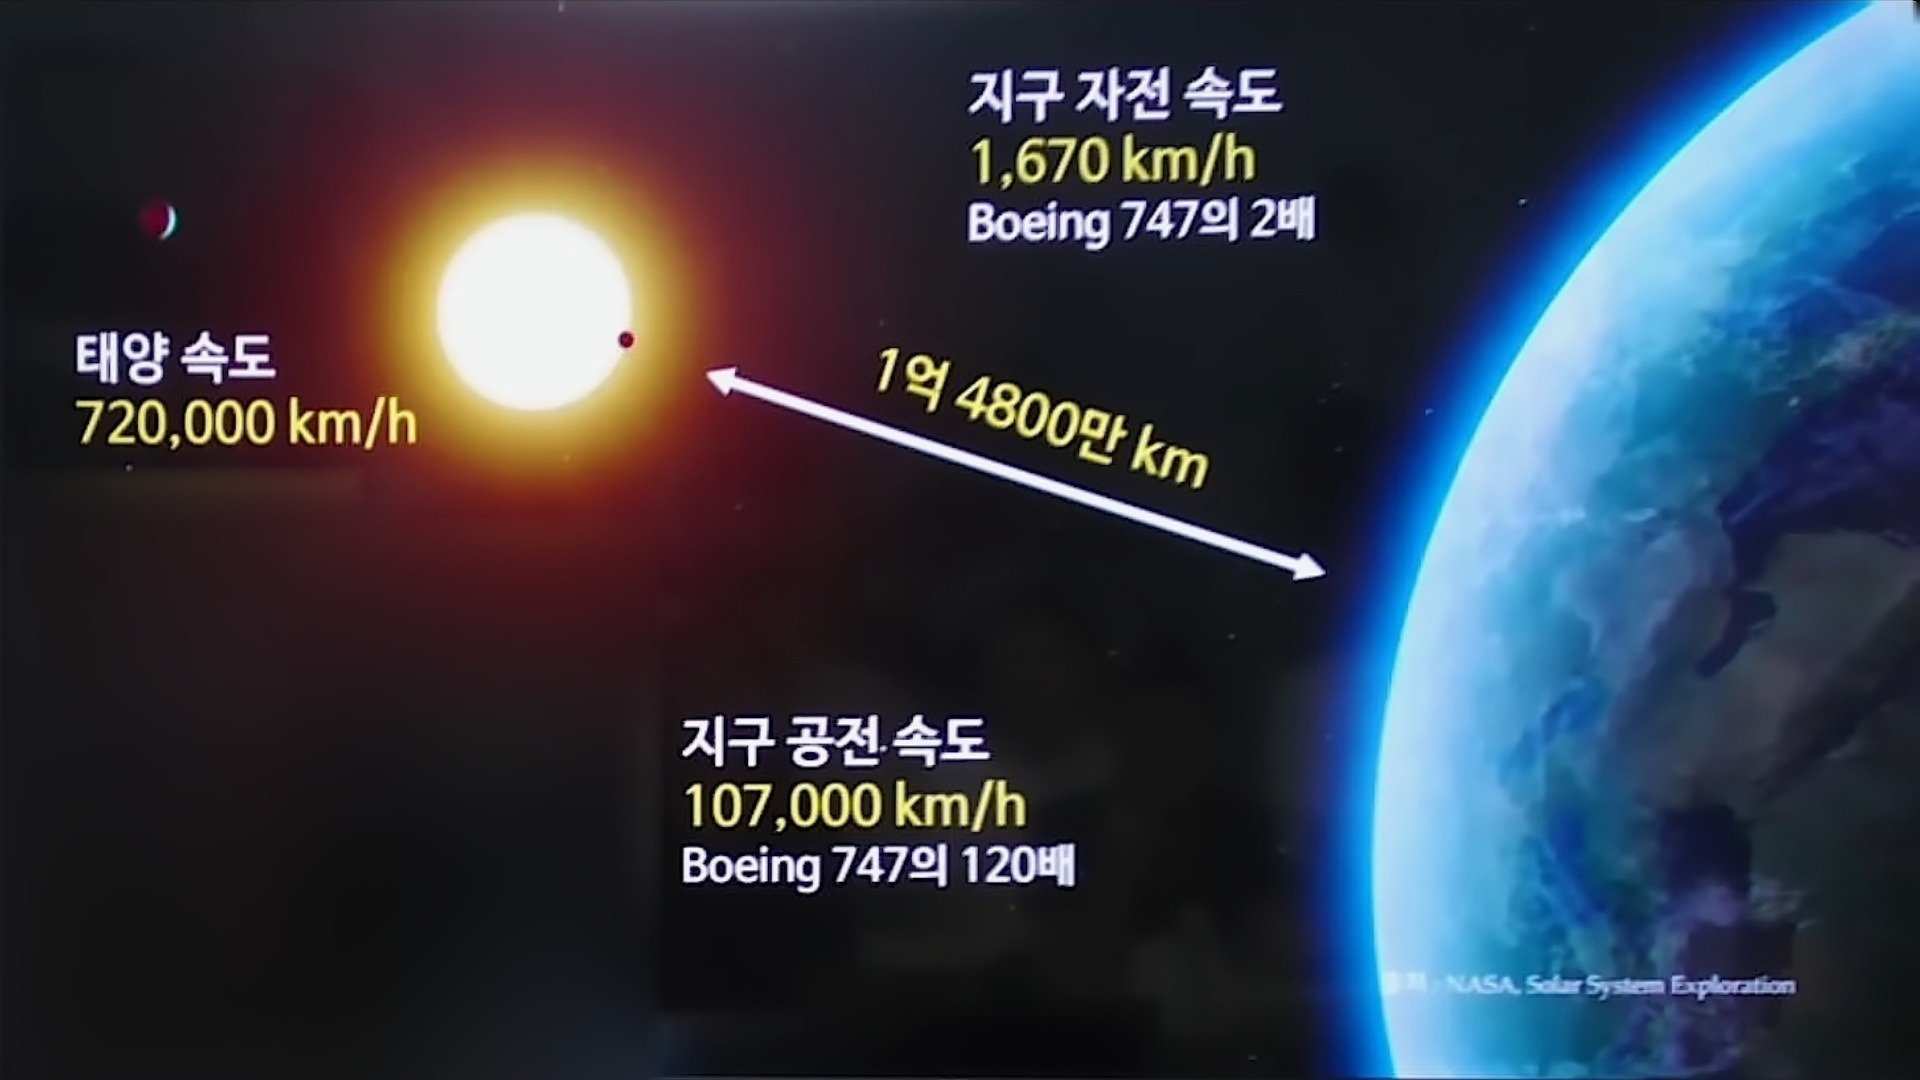 지구 자전 속도
1,670 km/h
Boeing 747의 2배
태양 속도
720,000 km/h
1억 4800만 km
지구 공전 속도
107,000 km/h
Boeing 747의 120배
NASA, Solar System Exploration